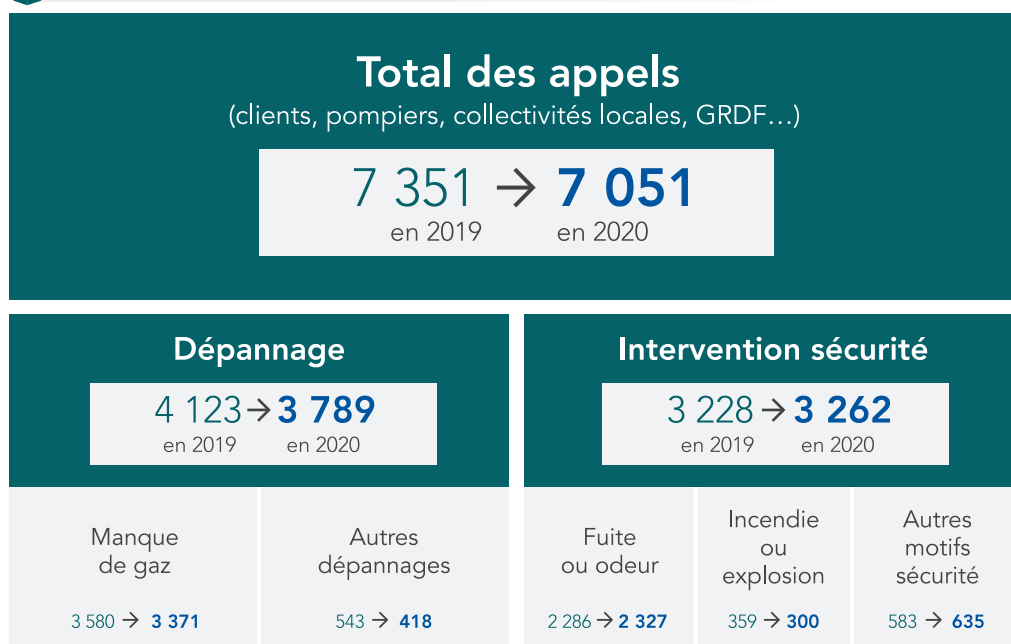 Total des appels
(clients, pompiers, collectivités locales, GRDF...)
7 351 → 7 051
en 2019 en 2020
Dépannage
4 123 → 3 789
en 2019 en 2020
Manque
de gaz
3 580 → 3 371
Autres
dépannages
543 → 418
Intervention sécurité
3 228 → 3 262
en 2019 en 2020
Fuite
ou odeur
2 286 → 2 327
Incendie
ou
explosion
359 → 300
Autres
motifs
sécurité
583 → 635